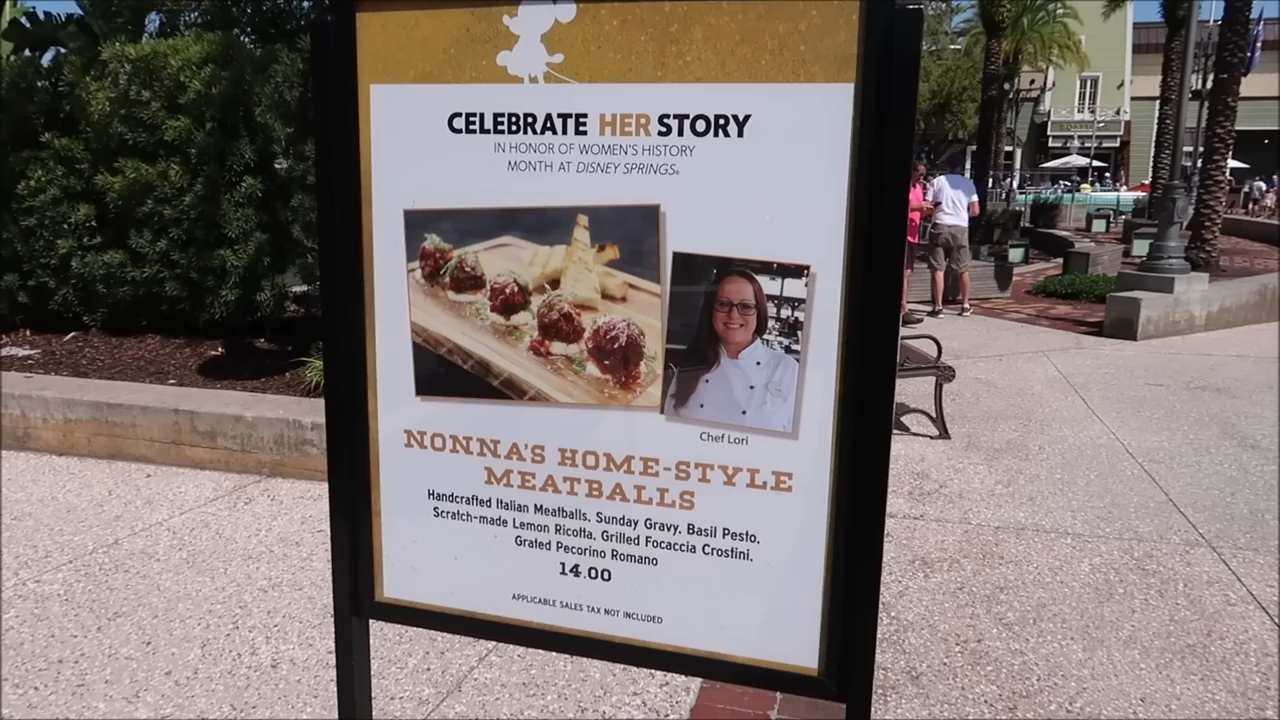 CELEBRATE HER STORY
IN HONOR OF WOMEN'S HISTORY
MONTH AT DISNEY SPRINGS®
Chef Lori
NONNA'S HOME-STYLE
MEATBALLS
Handcrafted Italian Meatballs, Sunday Gravy, Basil Pesto,
Scratch-made Lemon Ricotta, Grilled Focaccia Crostini,
Grated Pecorino Romano
14.00
APPLICABLE SALES TAX NOT INCLUDED